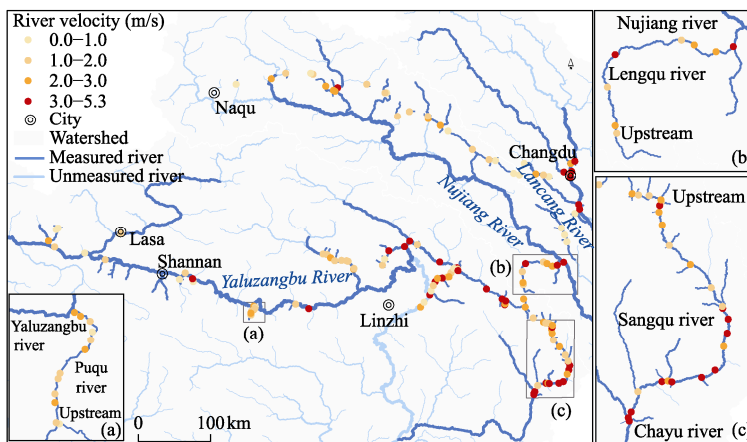 River velocity (m/s)
0.0−1.0
1.0−2.0
2.0−3.0
3.0−5.3
City
Watershed
Measured river
Unmeasured river
Naqu
Changdu
Lancang River
Nujiang River
Lasa
Shannan
Yaluzangbu River
Linzhi
(a)
(b)
(c)
0
100 km
Yaluzangbu
river
Puqu
river
Upstream
(a)
Nujiang river
Lengqu river
Upstream
(b)
Upstream
Sangqu river
Chayu river
(c)